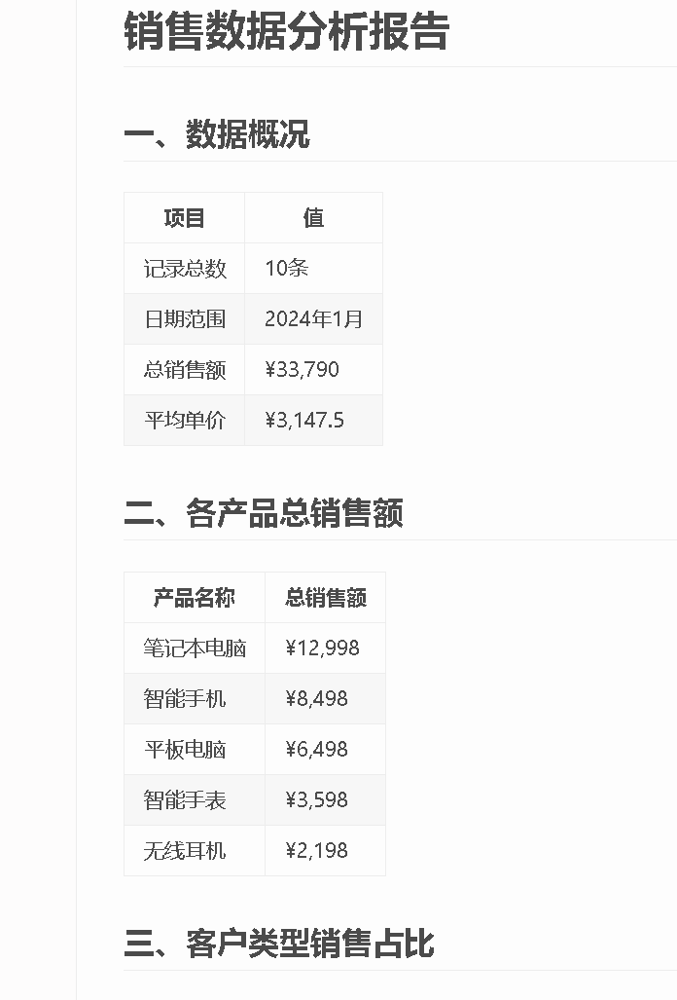 销售数据分析报告
一、数据概况
项目 值
记录总数 10条
日期范围 2024年1月
总销售额 ¥33,790
平均单价 ¥3,147.5
二、各产品总销售额
产品名称 总销售额
笔记本电脑 ¥12,998
智能手机 ¥8,498
平板电脑 ¥6,498
智能手表 ¥3,598
无线耳机 ¥2,198
三、客户类型销售占比